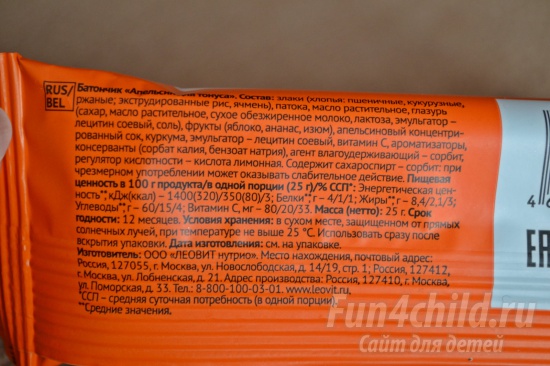 RUS/
BEL
Батончик «Апельсин для тонуса». Состав: злаки (хлопья: пшеничные, кукурузные,
ржаные; экструдированные рис, ячмень), патока, масло растительное, глазурь
(сахар, масло растительное, сухое обезжиренное молоко, лактоза, эмульгатор –
лецитин соевый, соль), фрукты (яблоко, ананас, изюм), апельсиновый концентри-
рованный сок, куркума, эмульгатор – лецитин соевый, витамин С, ароматизаторы,
консерванты (сорбат калия, бензоат натрия), агент влагоудерживающий – сорбит,
регулятор кислотности – кислота лимонная. Содержит сахароспирт – сорбит: при
чрезмерном употреблении может оказывать слабительное действие. Пищевая
ценность в 100 г продукта/в одной порции (25 г)/% ССП*: Энергетическая цен-
ность**, кДж(ккал) – 1400(320)/350(80)/3; Белки**, г – 4/1/1; Жиры**, г – 8,4/2,1/3;
Углеводы**, г – 60/15/4; Витамин С, мг – 80/20/33. Масса (нетто): 25 г. Срок
годности: 12 месяцев. Условия хранения: в сухом месте, защищенном от прямых
солнечных лучей, при температуре не выше 25 °С. Использовать сразу после
вскрытия упаковки. Дата изготовления: см. на упаковке.
Изготовитель: ООО «ЛЕОВИТ нутрио». Место нахождения, почтовый адрес:
Россия, 127055, г. Москва, ул. Новослободская, д. 14/19, стр. 1; Россия, 127412,
г. Москва, ул. Лобненская, д. 21. Адрес производства: Россия, 127410, г. Москва,
ул. Поморская, д. 33. Тел.: 8-800-100-03-01. www.leovit.ru
*ССП – средняя суточная потребность (в одной порции).
**Средние значения.
4 6
ЕАС
Fun4child.ru
Сайт для детей